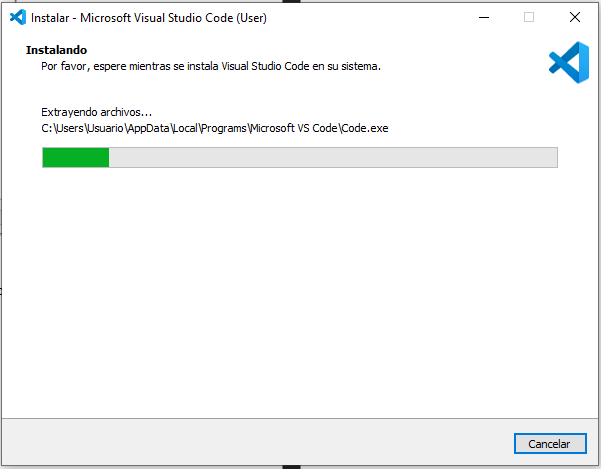 Instalar - Microsoft Visual Studio Code (User)
Instalando
Por favor, espere mientras se instala Visual Studio Code en su sistema.
Extrayendo archivos...
C:\Users\Usuario\AppData\Local\Programs\Microsoft VS Code\Code.exe
Cancelar